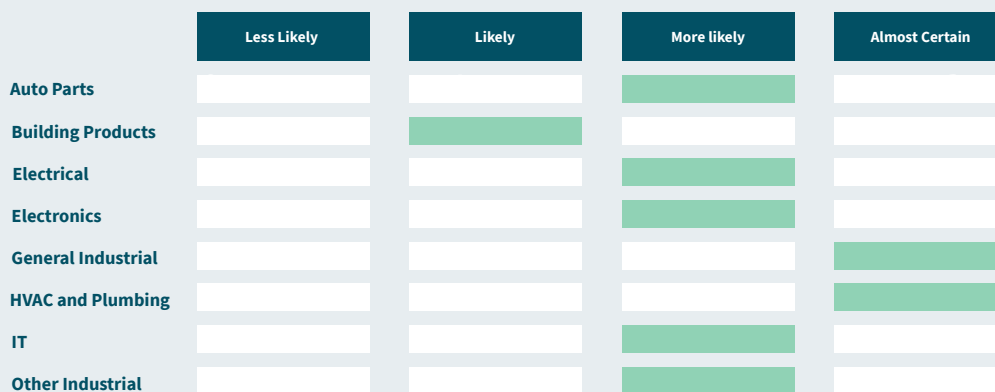 Less Likely Likely More likely Almost Certain
Auto Parts
Building Products
Electrical
Electronics
General Industrial
HVAC and Plumbing
IT
Other Industrial